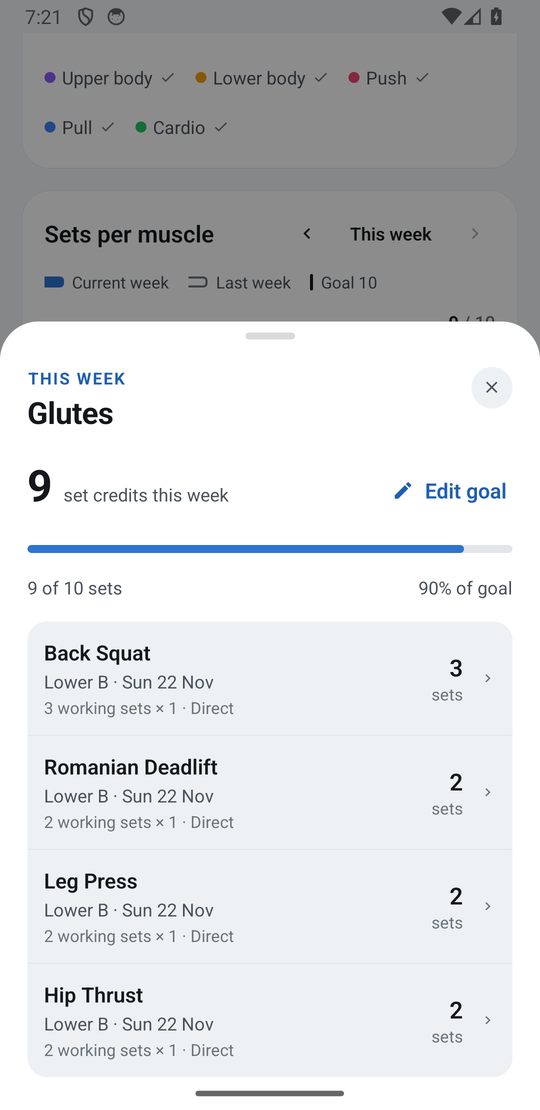 7:21
Upper body
Lower body
Push
Pull
Cardio
Sets per muscle
This week
Current week
Last week
Goal 10
THIS WEEK
Glutes
9 set credits this week
Edit goal
9 of 10 sets
90% of goal
Back Squat
Lower B · Sun 22 Nov
3 working sets × 1 · Direct
3
sets
Romanian Deadlift
Lower B · Sun 22 Nov
2 working sets × 1 · Direct
2
sets
Leg Press
Lower B · Sun 22 Nov
2 working sets × 1 · Direct
2
sets
Hip Thrust
Lower B · Sun 22 Nov
2 working sets × 1 · Direct
2
sets